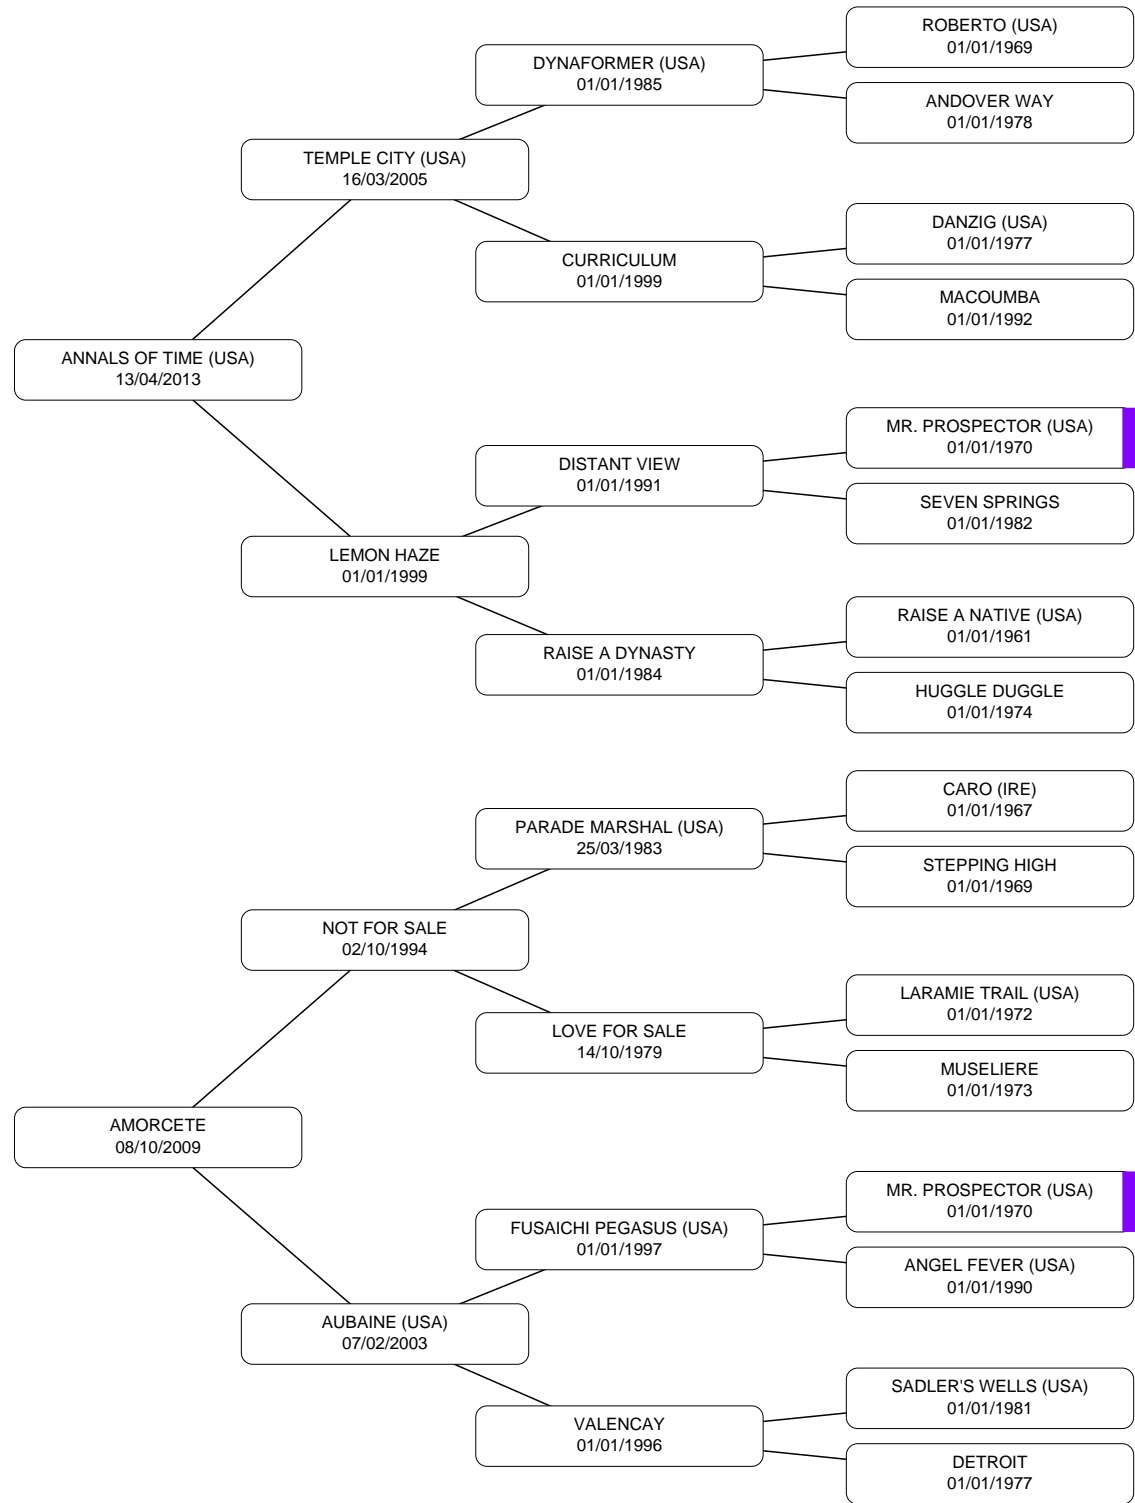 ROBERTO (USA)
01/01/1969
DYNAFORMER (USA)
01/01/1985
ANDOVER WAY
01/01/1978
TEMPLE CITY (USA)
16/03/2005
DANZIG (USA)
01/01/1977
CURRICULUM
01/01/1999
MACOUMBA
01/01/1992
ANNALS OF TIME (USA)
13/04/2013
MR. PROSPECTOR (USA)
01/01/1970
DISTANT VIEW
01/01/1991
SEVEN SPRINGS
01/01/1982
LEMON HAZE
01/01/1999
RAISE A NATIVE (USA)
01/01/1961
RAISE A DYNASTY
01/01/1984
HUGGLE DUGGLE
01/01/1974
CARO (IRE)
01/01/1967
PARADE MARSHAL (USA)
25/03/1983
STEPPING HIGH
01/01/1969
NOT FOR SALE
02/10/1994
LARAMIE TRAIL (USA)
01/01/1972
LOVE FOR SALE
14/10/1979
MUSELIERE
01/01/1973
AMORCETE
08/10/2009
MR. PROSPECTOR (USA)
01/01/1970
FUSAICHI PEGASUS (USA)
01/01/1997
ANGEL FEVER (USA)
01/01/1990
AUBAINE (USA)
07/02/2003
SADLER'S WELLS (USA)
01/01/1981
VALENCAY
01/01/1996
DETROIT
01/01/1977